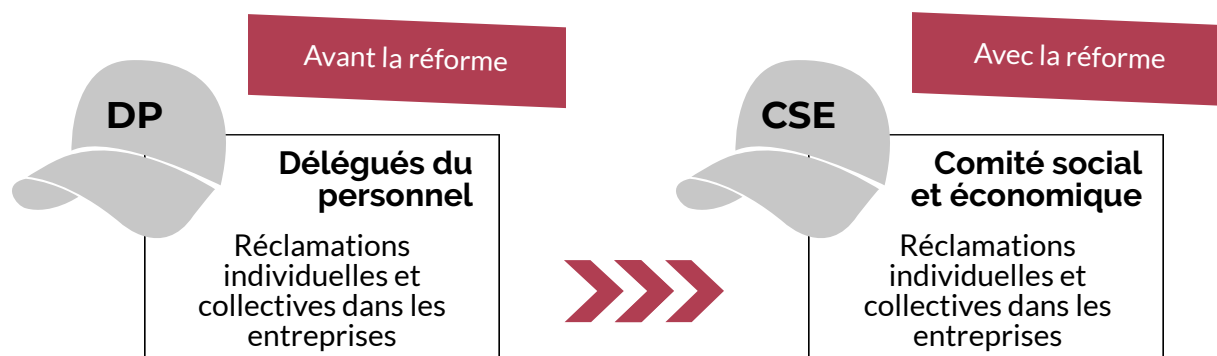 Avant la réforme
DP
Délégués du
personnel
Réclamations
individuelles et
collectives dans les
entreprises
Avec la réforme
CSE
Comité social
et économique
Réclamations
individuelles et
collectives dans les
entreprises